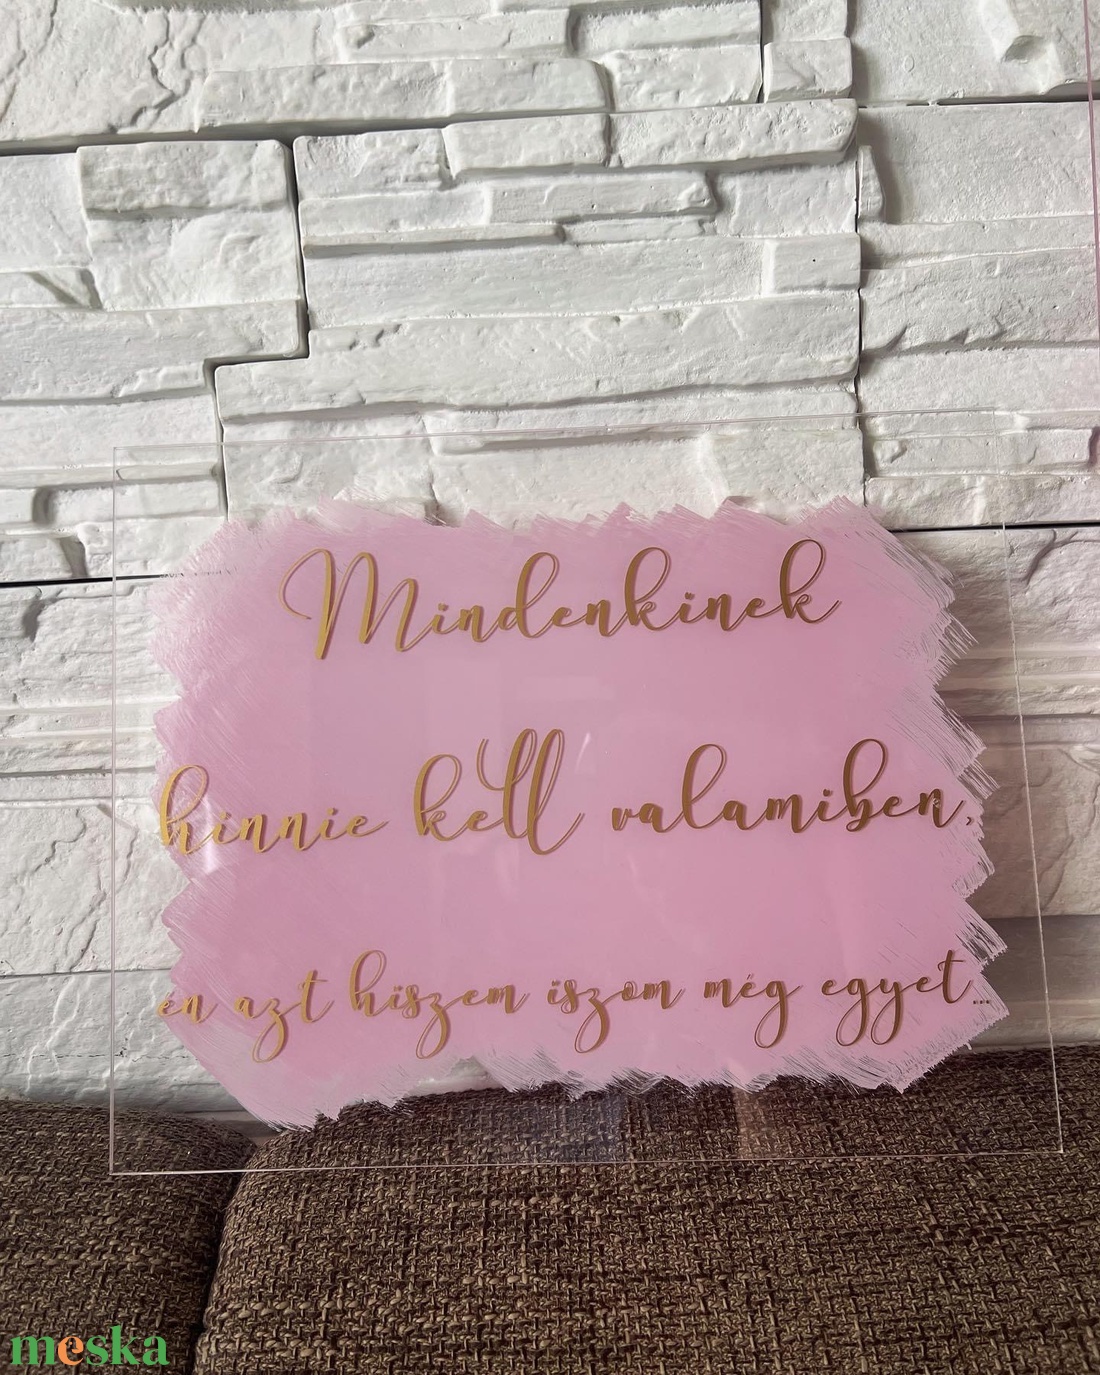 Mindenkinek
hinnie kell valamiben,
én azt hiszem iszom még egyet...
meska